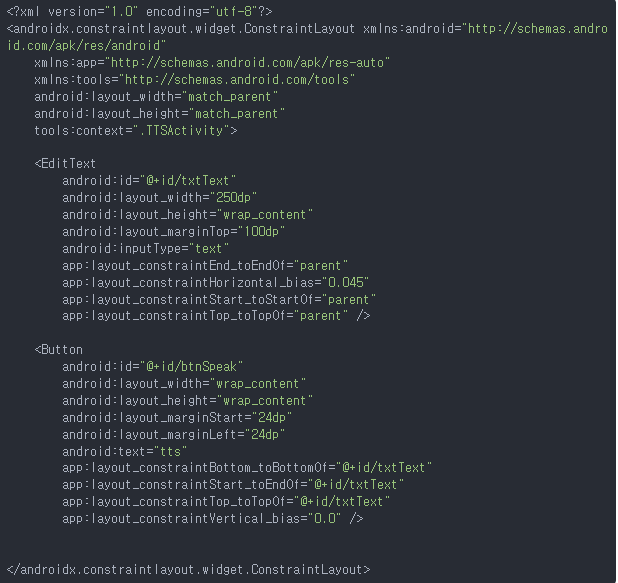 <?xml version="1.0" encoding="utf-8"?>
<androidx.constraintlayout.widget.ConstraintLayout xmlns:android="http://schemas.andro
id.com/apk/res/android"
    xmlns:app="http://schemas.android.com/apk/res-auto"
    xmlns:tools="http://schemas.android.com/tools"
    android:layout_width="match_parent"
    android:layout_height="match_parent"
    tools:context=".TTSActivity">

    <EditText
        android:id="@+id/txtText"
        android:layout_width="250dp"
        android:layout_height="wrap_content"
        android:layout_marginTop="100dp"
        android:inputType="text"
        app:layout_constraintEnd_toEndOf="parent"
        app:layout_constraintHorizontal_bias="0.045"
        app:layout_constraintStart_toStartOf="parent"
        app:layout_constraintTop_toTopOf="parent" />

    <Button
        android:id="@+id/btnSpeak"
        android:layout_width="wrap_content"
        android:layout_height="wrap_content"
        android:layout_marginStart="24dp"
        android:layout_marginLeft="24dp"
        android:text="tts"
        app:layout_constraintBottom_toBottomOf="@+id/txtText"
        app:layout_constraintStart_toEndOf="@+id/txtText"
        app:layout_constraintTop_toTopOf="@+id/txtText"
        app:layout_constraintVertical_bias="0.0" />


</androidx.constraintlayout.widget.ConstraintLayout>